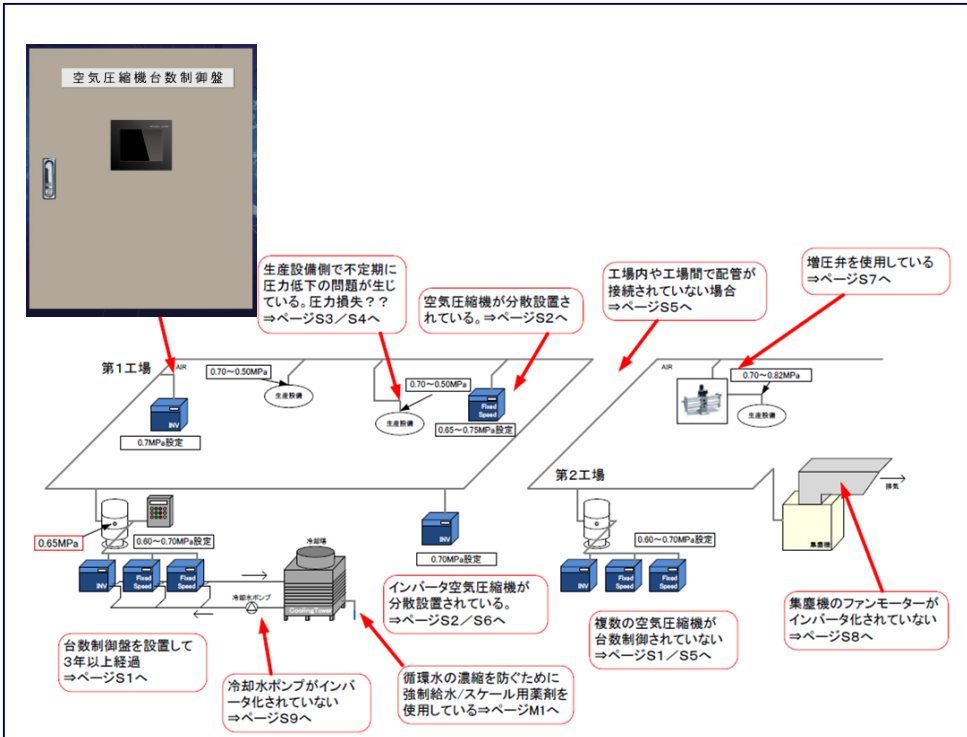 空気圧縮機台数制御盤
生産設備側で不定期に
圧力低下の問題が生じ
ている。圧力損失??
⇒ページS3／S4へ
空気圧縮機が分散設置さ
れている。⇒ページS2へ
工場内や工場間で配管が
接続されていない場合
⇒ページS5へ
増圧弁を使用している
⇒ページS7へ
第1工場
AIR
0.70～0.50MPa
生産設備
0.70～0.50MPa
生産設備
Fixed
Speed
0.65～0.75MPa設定
INV
0.7MPa設定
AIR
0.70～0.82MPa
生産設備
第2工場
排気
集塵機
0.65MPa
0.60～0.70MPa設定
INV
Fixed
Speed
Fixed
Speed
冷却塔
CoolingTower
冷却水ポンプ
INV
0.70MPa設定
0.60～0.70MPa設定
INV
Fixed
Speed
Fixed
Speed
台数制御盤を設置して
3年以上経過
⇒ページS1へ
冷却水ポンプがインバ
ータ化されていない
⇒ページS9へ
インバータ空気圧縮機が
分散設置されている。
⇒ページS2／S6へ
循環水の濃縮を防ぐために
強制給水/スケール用薬剤を
使用している⇒ページM1へ
複数の空気圧縮機が
台数制御されていない
⇒ページS1／S5へ
集塵機のファンモーターが
インバータ化されていない
⇒ページS8へ